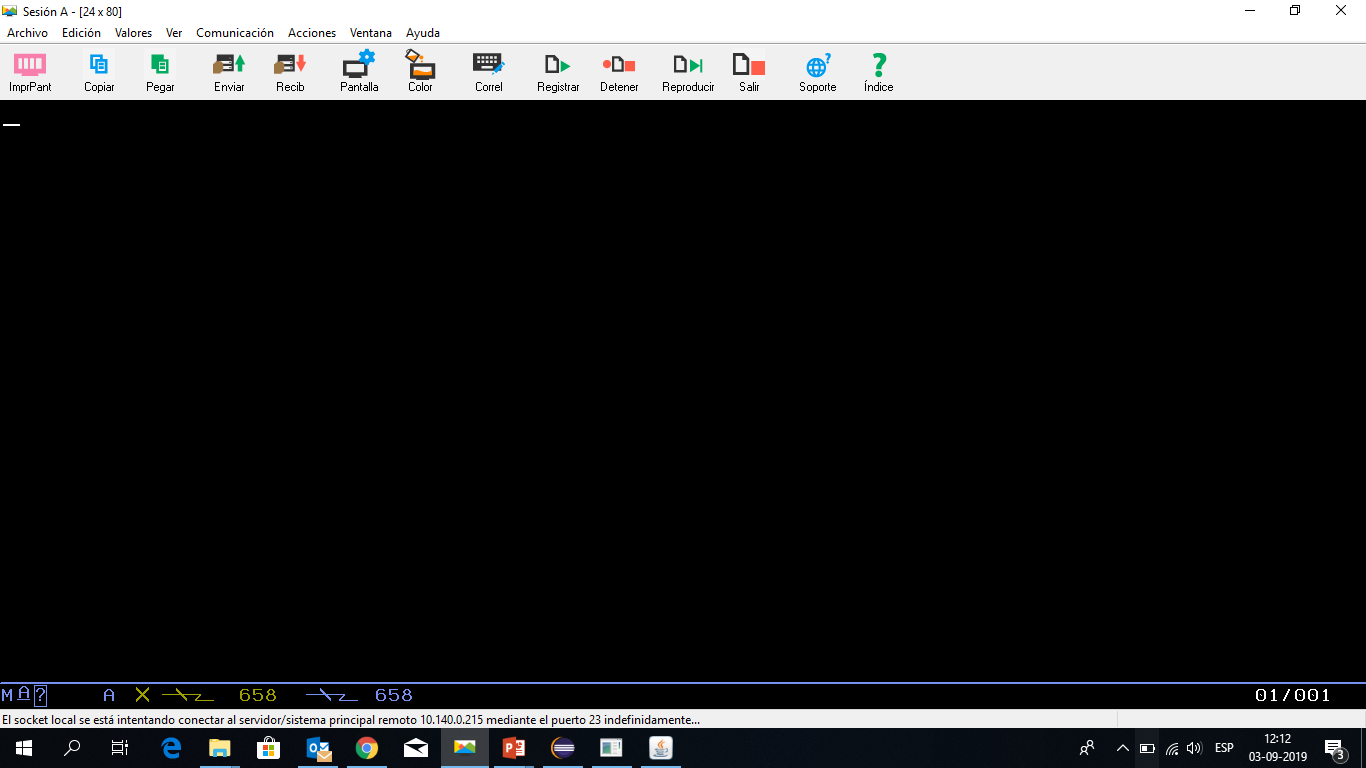 Sesión A - [24 x 80]
Archivo Edición Valores Ver Comunicación Acciones Ventana Ayuda
ImprPant Copiar Pegar Enviar Recib Pantalla Color Correl Registrar Detener Reproducir Salir Soporte Índice
M A ? A X 658 658 01/001
El socket local se está intentando conectar al servidor/sistema principal remoto 10.140.0.215 mediante el puerto 23 indefinidamente...
ESP
12:12
03-09-2019
3